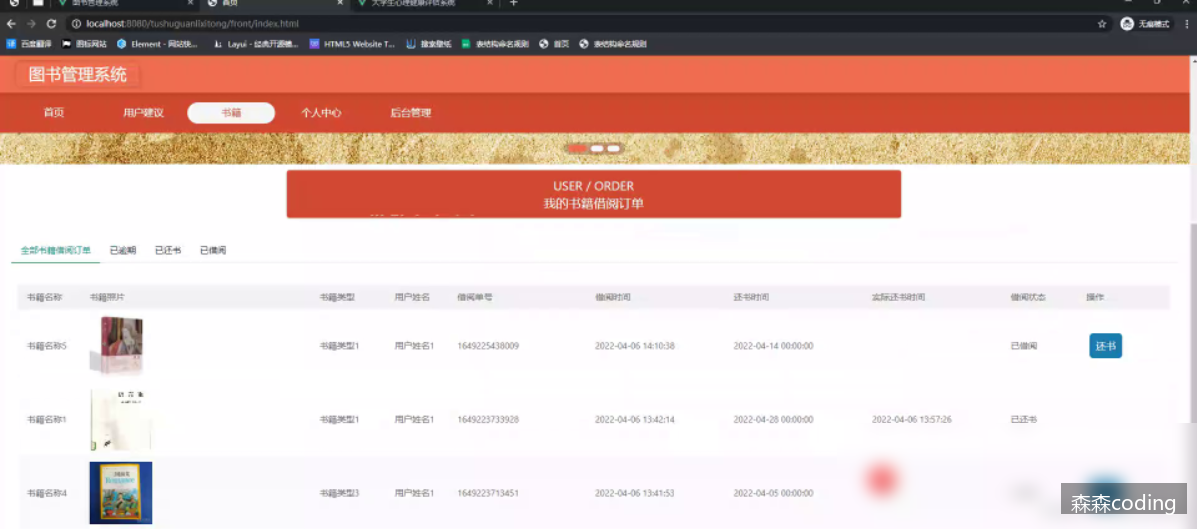 图书管理系统 首页 大学生心理健康评估系统
localhost:8080/tushuguanlixitong/front/index.html 无痕模式
百度翻译 图标网站 Element - 网站快... Layui - 经典开源模... HTML5 Website T... 搜索壁纸 表结构命名规则 首页 表结构命名规则
图书管理系统
首页 用户建议 书籍 个人中心 后台管理
USER / ORDER
我的书籍借阅订单
全部书籍借阅订单 已逾期 已还书 已借阅
书籍名称 书籍照片 书籍类型 用户姓名 借阅单号 借阅时间 还书时间 实际还书时间 借阅状态 操作
书籍名称5 书籍类型1 用户姓名1 1649225438009 2022-04-06 14:10:38 2022-04-14 00:00:00 已借阅 还书
书籍名称1 书籍类型1 用户姓名1 1649223733928 2022-04-06 13:42:14 2022-04-28 00:00:00 2022-04-06 13:57:26 已还书
书籍名称4 书籍类型3 用户姓名1 1649223713451 2022-04-06 13:41:53 2022-04-05 00:00:00
森森coding